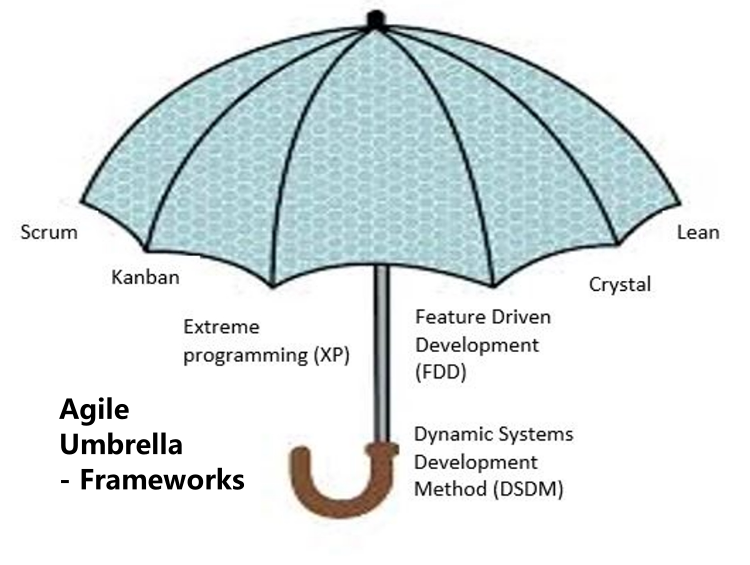 Scrum
Lean
Kanban
Crystal
Extreme
programming (XP)
Feature Driven
Development
(FDD)
Agile
Umbrella
- Frameworks
Dynamic Systems
Development
Method (DSDM)